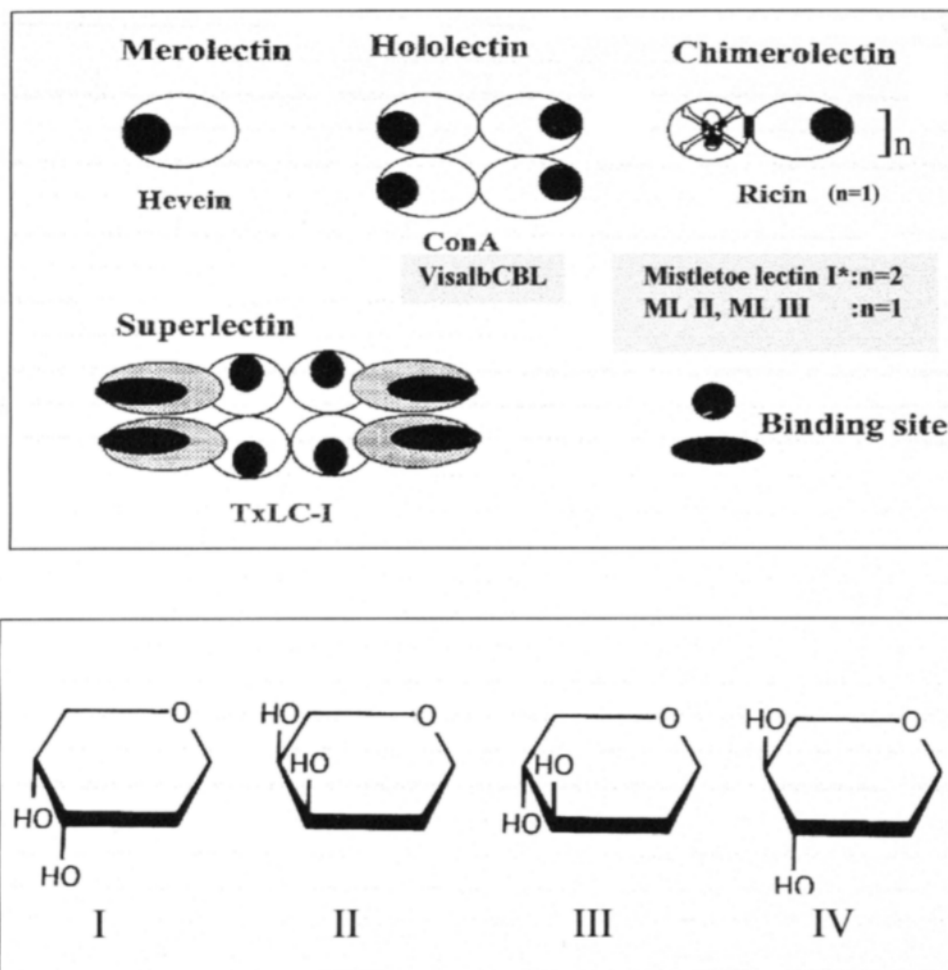 Merolectin
Hololectin
Chimerolectin
n
Hevein
Ricin (n=1)
ConA
VisalbCBL
Mistletoe lectin I*:n=2
ML II, ML III :n=1
Superlectin
Binding site
TxLC-I
O
HO
HO
I
HO
O
HO
II
O
HO
HO
III
HO
O
HO
IV